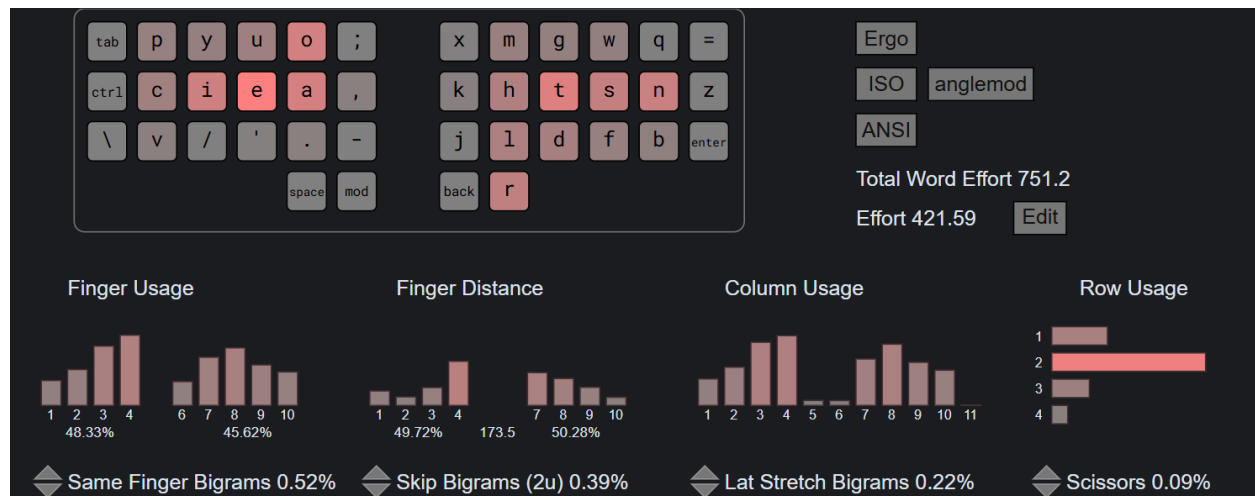 tab p y u o ; x m g w q = Ergo
ctrl c i e a , k h t s n z ISO anglemod
\ v / ' . - j l d f b enter ANSI
space mod back r Total Word Effort 751.2
Effort 421.59 Edit
Finger Usage Finger Distance Column Usage Row Usage
1
2
3
4
1 2 3 4 6 7 8 9 10 1 2 3 4 7 8 9 10 1 2 3 4 5 6 7 8 9 10 11
48.33% 45.62% 49.72% 173.5 50.28%
Same Finger Bigrams 0.52% Skip Bigrams (2u) 0.39% Lat Stretch Bigrams 0.22% Scissors 0.09%